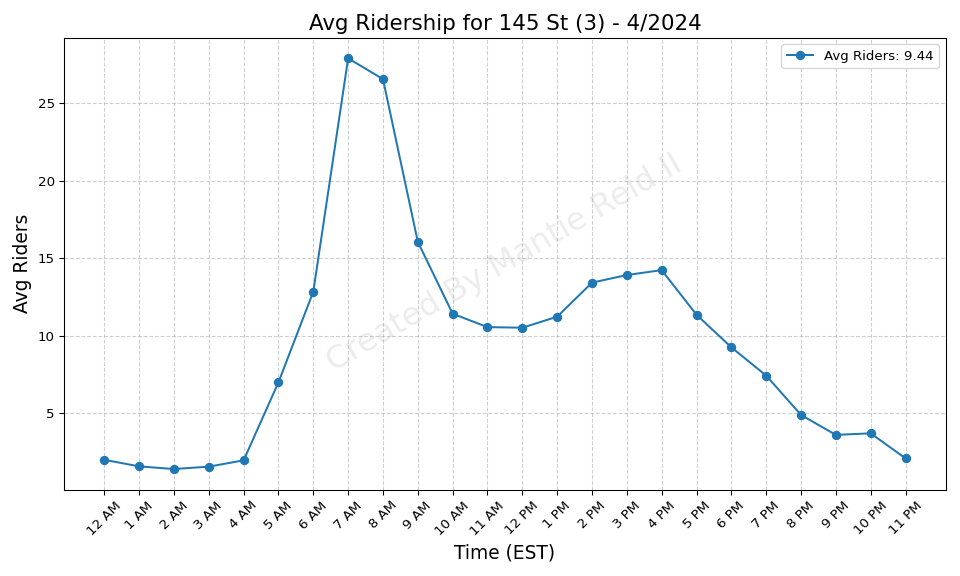 Avg Ridership for 145 St (3) - 4/2024
Avg Riders: 9.44
25
20
15
10
5
Avg Riders
Created By Mantle Reid II
12 AM
1 AM
2 AM
3 AM
4 AM
5 AM
6 AM
7 AM
8 AM
9 AM
10 AM
11 AM
12 PM
1 PM
2 PM
3 PM
4 PM
5 PM
6 PM
7 PM
8 PM
9 PM
10 PM
11 PM
Time (EST)